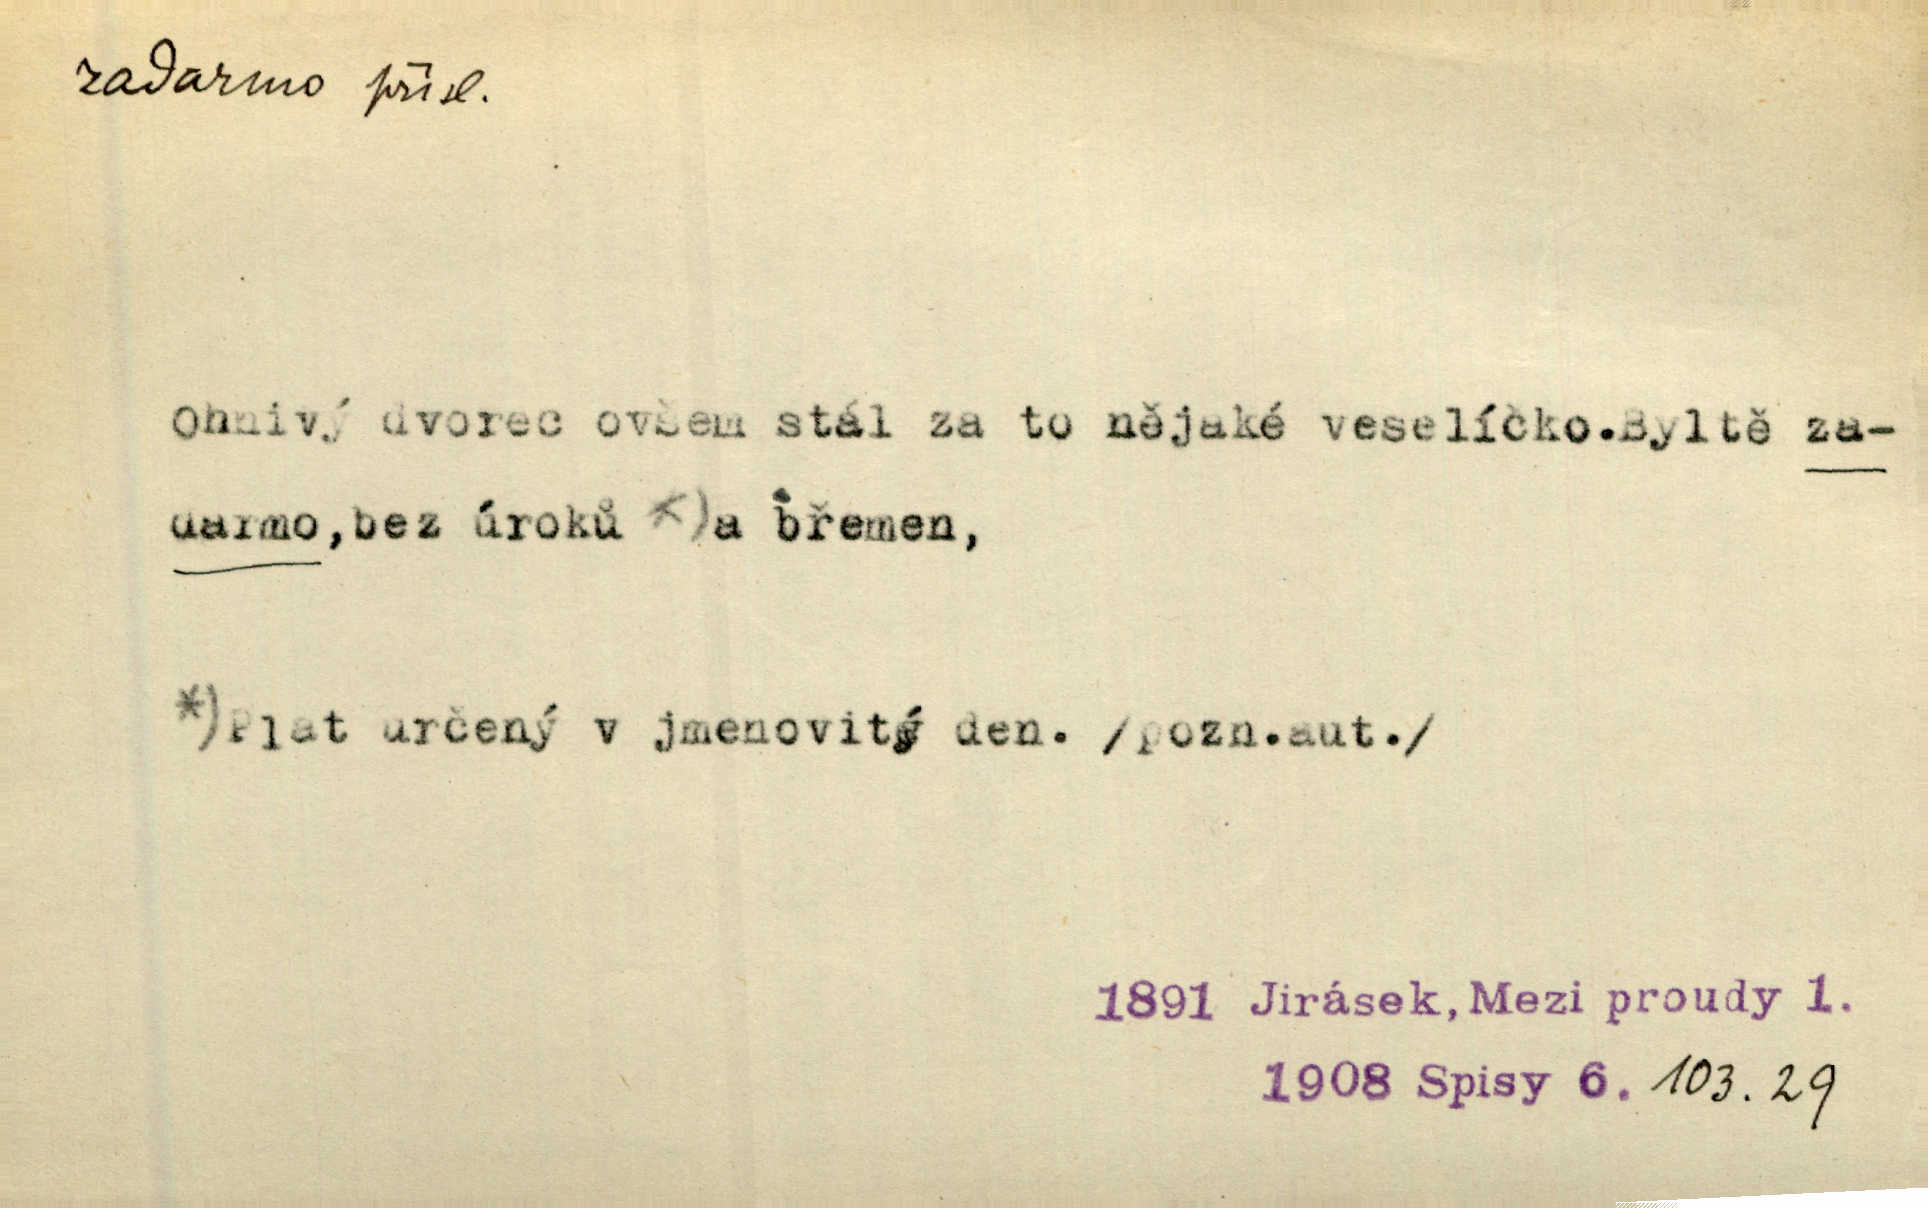 zadarmo přísl.
Ohnivý dvorec ovšem stál za to nějaké veselíčko.Byltě za-
darmo,bez úroků *)a břemen,
*)Plat určený v jmenovitý den. /pozn.aut./
1891 Jirásek,Mezi proudy 1.
1908 Spisy 6. 103.29